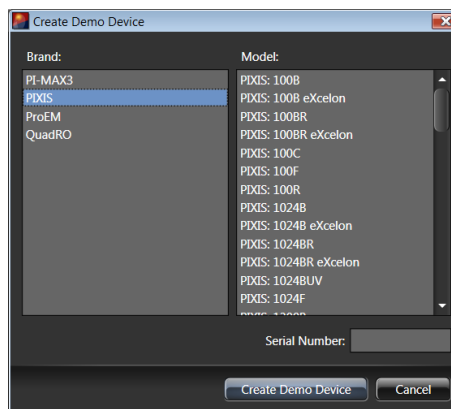 Create Demo Device
Brand:
PI-MAX3
PIXIS
ProEM
QuadRO
Model:
PIXIS: 100B
PIXIS: 100B eXcelon
PIXIS: 100BR
PIXIS: 100BR eXcelon
PIXIS: 100C
PIXIS: 100F
PIXIS: 100R
PIXIS: 1024B
PIXIS: 1024B eXcelon
PIXIS: 1024BR
PIXIS: 1024BR eXcelon
PIXIS: 1024BUV
PIXIS: 1024F
Serial Number:
Create Demo Device
Cancel